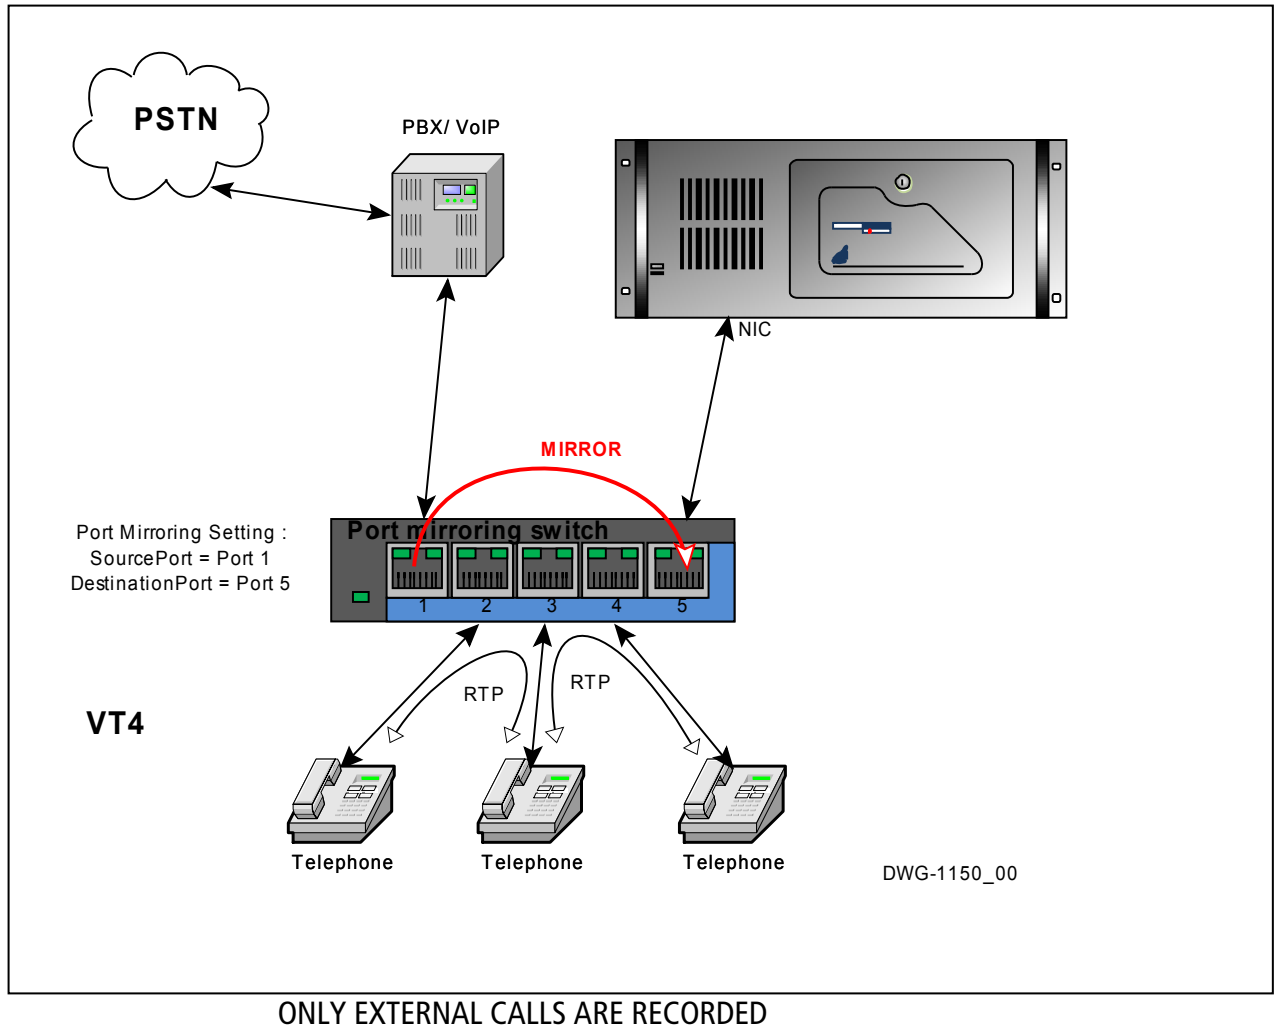 PSTN
PBX/ VoIP
NIC
MIRROR
Port mirroring switch
Port Mirroring Setting :
SourcePort = Port 1
DestinationPort = Port 5
1 2 3 4 5
RTP RTP
VT4
Telephone Telephone Telephone
DWG-1150_00
ONLY EXTERNAL CALLS ARE RECORDED